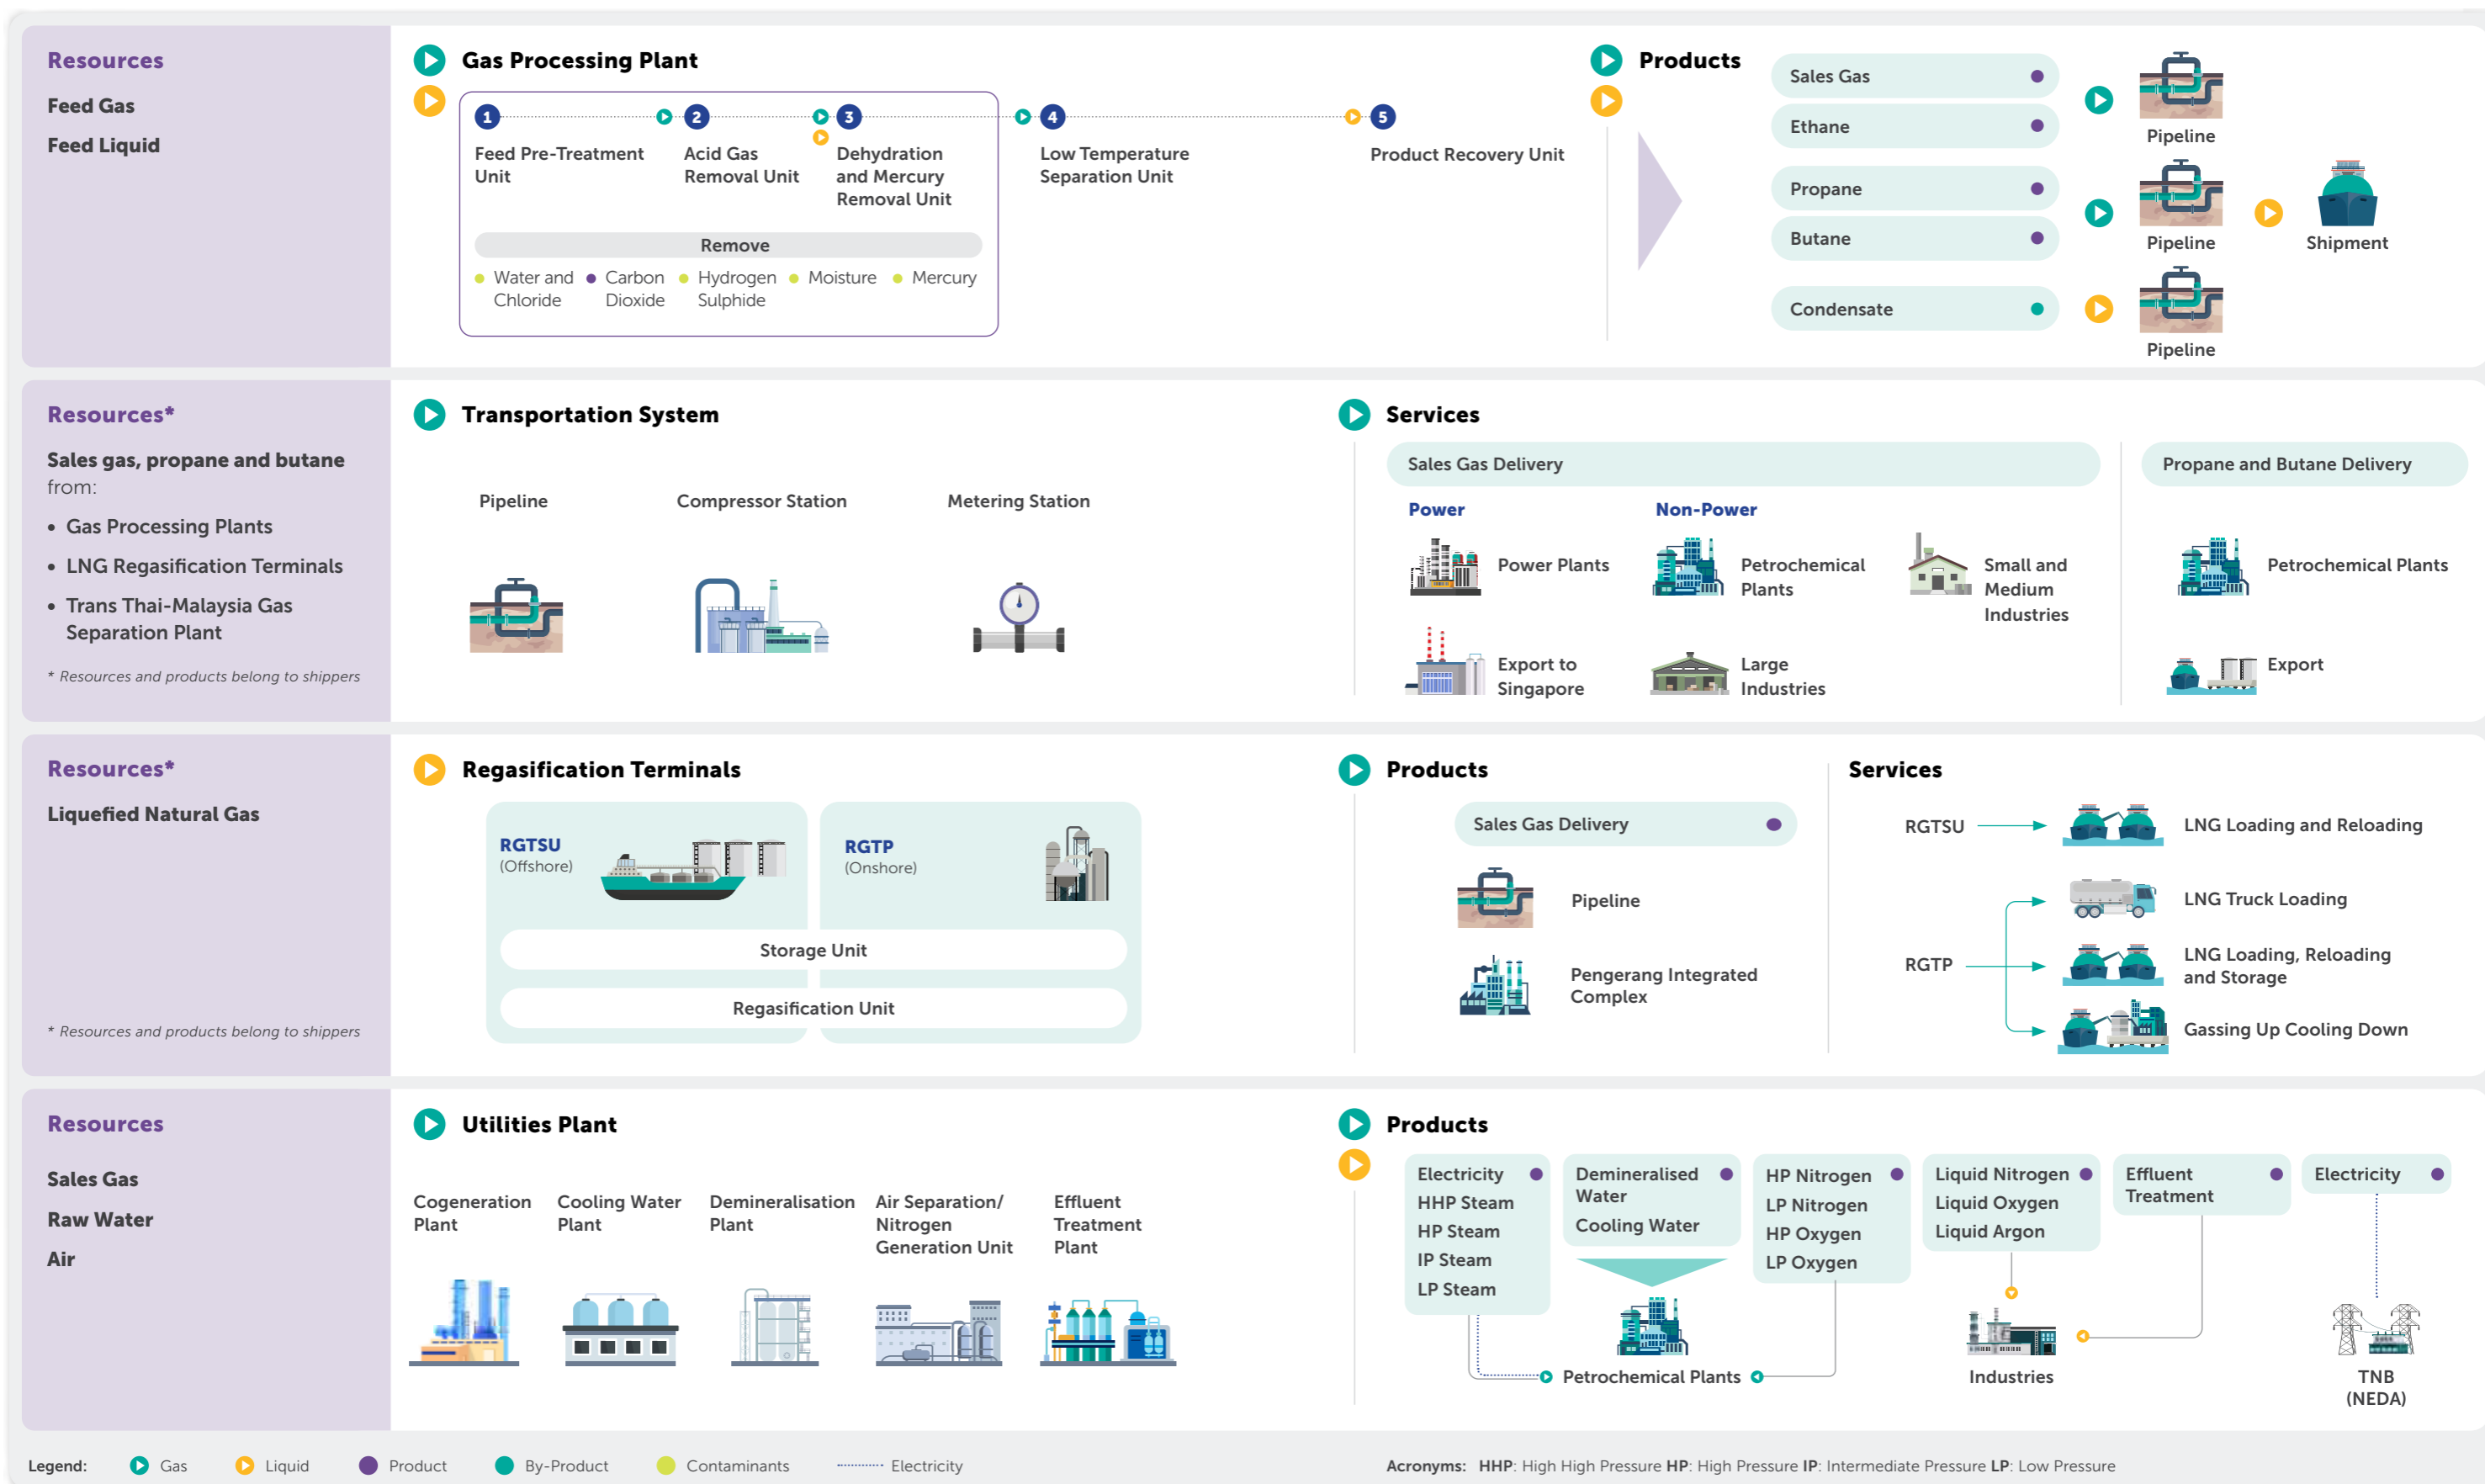 Resources
Feed Gas
Feed Liquid
Gas Processing Plant
1
2
3
4
5
Feed Pre-Treatment
Unit
Acid Gas
Removal Unit
Dehydration
and Mercury
Removal Unit
Low Temperature
Separation Unit
Product Recovery Unit
Remove
Water and
Chloride
Carbon
Dioxide
Hydrogen
Sulphide
Moisture
Mercury
Products
Sales Gas
Ethane
Propane
Butane
Condensate
Pipeline
Pipeline
Shipment
Pipeline
Resources*
Sales gas, propane and butane
from:
• Gas Processing Plants
• LNG Regasification Terminals
• Trans Thai-Malaysia Gas
Separation Plant
* Resources and products belong to shippers
Transportation System
Pipeline
Compressor Station
Metering Station
Services
Sales Gas Delivery
Power
Power Plants
Export to
Singapore
Non-Power
Petrochemical
Plants
Large
Industries
Small and
Medium
Industries
Propane and Butane Delivery
Petrochemical Plants
Export
Resources*
Liquefied Natural Gas
* Resources and products belong to shippers
Regasification Terminals
RGTSU
(Offshore)
RGTP
(Onshore)
Storage Unit
Regasification Unit
Products
Sales Gas Delivery
Pipeline
Pengerang Integrated
Complex
Services
RGTSU
LNG Loading and Reloading
RGTP
LNG Truck Loading
LNG Loading, Reloading
and Storage
Gassing Up Cooling Down
Resources
Sales Gas
Raw Water
Air
Utilities Plant
Cogeneration
Plant
Cooling Water
Plant
Demineralisation
Plant
Air Separation/
Nitrogen
Generation Unit
Effluent
Treatment
Plant
Products
Electricity
HHP Steam
HP Steam
IP Steam
LP Steam
Demineralised
Water
Cooling Water
HP Nitrogen
LP Nitrogen
HP Oxygen
LP Oxygen
Liquid Nitrogen
Liquid Oxygen
Liquid Argon
Effluent
Treatment
Electricity
Petrochemical Plants
Industries
TNB
(NEDA)
Legend:
Gas
Liquid
Product
By-Product
Contaminants
Electricity
Acronyms: HHP: High High Pressure HP: High Pressure IP: Intermediate Pressure LP: Low Pressure